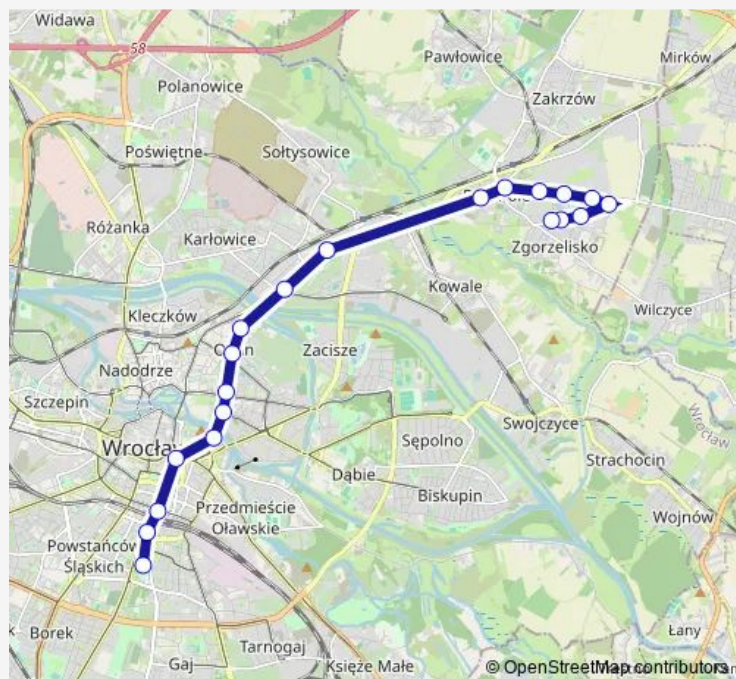 Widawa
58
Pawłowice
Mirków
Polanowice
Zakrzów
Poświętne
Sołtysowice
Różanka
Karłowice
Zgorzelisko
Kleczków
Kowale
Wilczyce
Nadodrze
Zacisze
Szczepin
Wrocław
Sępolno
Swojczyce
Wrocław
Strachocin
Dąbie
Biskupin
Przedmieście
Oławskie
Wojnów
Powstańców
Śląskich
Borek
Łany
Tarnogaj
Gaj
Księże Małe
© OpenStreetMap contributors